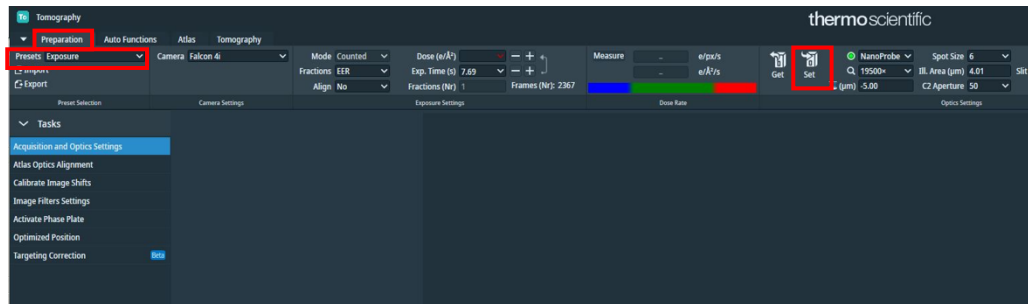 To Tomography
thermoscientific
Preparation Auto Functions Atlas Tomography
Presets Exposure Camera Falcon 4i Mode Counted Dose (e/Å²) Measure - e/px/s NanoProbe Spot Size 6
Import Fractions EER Exp. Time (s) 7.69 - e/Å²/s Get Set 19500× Ill. Area (µm) 4.01 Slit
Export Align No Fractions (Nr) 1 Frames (Nr): 2367 (µm) -5.00 C2 Aperture 50
Preset Selection Camera Settings Exposure Settings Dose Rate Optics Settings
Tasks
Acquisition and Optics Settings
Atlas Optics Alignment
Calibrate Image Shifts
Image Filters Settings
Activate Phase Plate
Optimized Position
Targeting Correction Beta